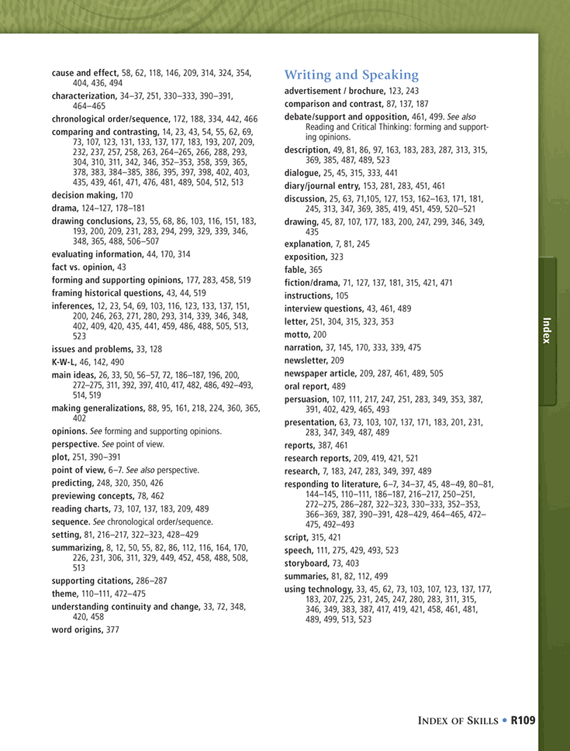 cause and effect, 58, 62, 118, 146, 209, 314, 324, 354,
404, 436, 494
characterization, 34–37, 251, 330–333, 390–391,
464–465
chronological order/sequence, 172, 188, 334, 442, 466
comparing and contrasting, 14, 23, 43, 54, 55, 62, 69,
73, 107, 123, 131, 133, 137, 177, 183, 193, 207, 209,
232, 237, 257, 258, 263, 264–265, 266, 288, 293,
304, 310, 311, 342, 346, 352–353, 358, 359, 365,
378, 383, 384–385, 386, 395, 397, 398, 402, 403,
435, 439, 461, 471, 476, 481, 489, 504, 512, 513
decision making, 170
drama, 124–127, 178–181
drawing conclusions, 23, 55, 68, 86, 103, 116, 151, 183,
193, 200, 209, 231, 283, 294, 299, 329, 339, 346,
348, 365, 488, 506–507
evaluating information, 44, 170, 314
fact vs. opinion, 43
forming and supporting opinions, 177, 283, 458, 519
framing historical questions, 43, 44, 519
inferences, 12, 23, 54, 69, 103, 116, 123, 133, 137, 151,
200, 246, 263, 271, 280, 293, 314, 339, 346, 348,
402, 409, 420, 435, 441, 459, 486, 488, 505, 513,
523
issues and problems, 33, 128
K-W-L, 46, 142, 490
main ideas, 26, 33, 50, 56–57, 72, 186–187, 196, 200,
272–275, 311, 392, 397, 410, 417, 482, 486, 492–493,
514, 519
making generalizations, 88, 95, 161, 218, 224, 360, 365,
402
opinions. See forming and supporting opinions.
perspective. See point of view.
plot, 251, 390–391
point of view, 6–7. See also perspective.
predicting, 248, 320, 350, 426
previewing concepts, 78, 462
reading charts, 73, 107, 137, 183, 209, 489
sequence. See chronological order/sequence.
setting, 81, 216–217, 322–323, 428–429
summarizing, 8, 12, 50, 55, 82, 86, 112, 116, 164, 170,
226, 231, 306, 311, 329, 449, 452, 458, 488, 508,
513
supporting citations, 286–287
theme, 110–111, 472–475
understanding continuity and change, 33, 72, 348,
420, 458
word origins, 377
Writing and Speaking
advertisement / brochure, 123, 243
comparison and contrast, 87, 137, 187
debate/support and opposition, 461, 499. See also
Reading and Critical Thinking: forming and support-
ing opinions.
description, 49, 81, 86, 97, 163, 183, 283, 287, 313, 315,
369, 385, 487, 489, 523
dialogue, 25, 45, 315, 333, 441
diary/journal entry, 153, 281, 283, 451, 461
discussion, 25, 63, 71,105, 127, 153, 162–163, 171, 181,
245, 313, 347, 369, 385, 419, 451, 459, 520–521
drawing, 45, 87, 107, 177, 183, 200, 247, 299, 346, 349,
435
explanation, 7, 81, 245
exposition, 323
fable, 365
fiction/drama, 71, 127, 137, 181, 315, 421, 471
instructions, 105
interview questions, 43, 461, 489
letter, 251, 304, 315, 323, 353
motto, 200
narration, 37, 145, 170, 333, 339, 475
newsletter, 209
newspaper article, 209, 287, 461, 489, 505
oral report, 489
persuasion, 107, 111, 217, 247, 251, 283, 349, 353, 387,
391, 402, 429, 465, 493
presentation, 63, 73, 103, 107, 137, 171, 183, 201, 231,
283, 347, 349, 487, 489
reports, 387, 461
research reports, 209, 419, 421, 521
research, 7, 183, 247, 283, 349, 397, 489
responding to literature, 6–7, 34–37, 45, 48–49, 80–81,
144–145, 110–111, 186–187, 216–217, 250–251,
272–275, 286–287, 322–323, 330–333, 352–353,
366–369, 387, 390–391, 428–429, 464–465, 472–
475, 492–493
script, 315, 421
speech, 111, 275, 429, 493, 523
storyboard, 73, 403
summaries, 81, 82, 112, 499
using technology, 33, 45, 62, 73, 103, 107, 123, 137, 177,
183, 207, 225, 231, 245, 247, 280, 283, 311, 315,
346, 349, 383, 387, 417, 419, 421, 458, 461, 481,
489, 499, 513, 523
Index
INDEX OF SKILLS • R109